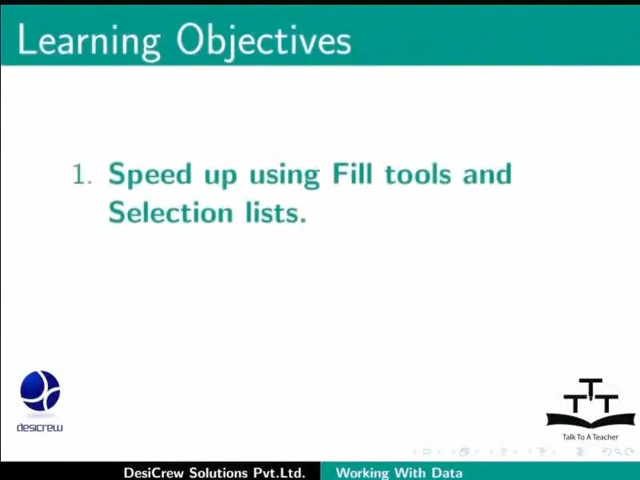 Learning Objectives
1. Speed up using Fill tools and
Selection lists.
desicrew
TTT
Talk To A Teacher
DesiCrew Solutions Pvt.Ltd. Working With Data